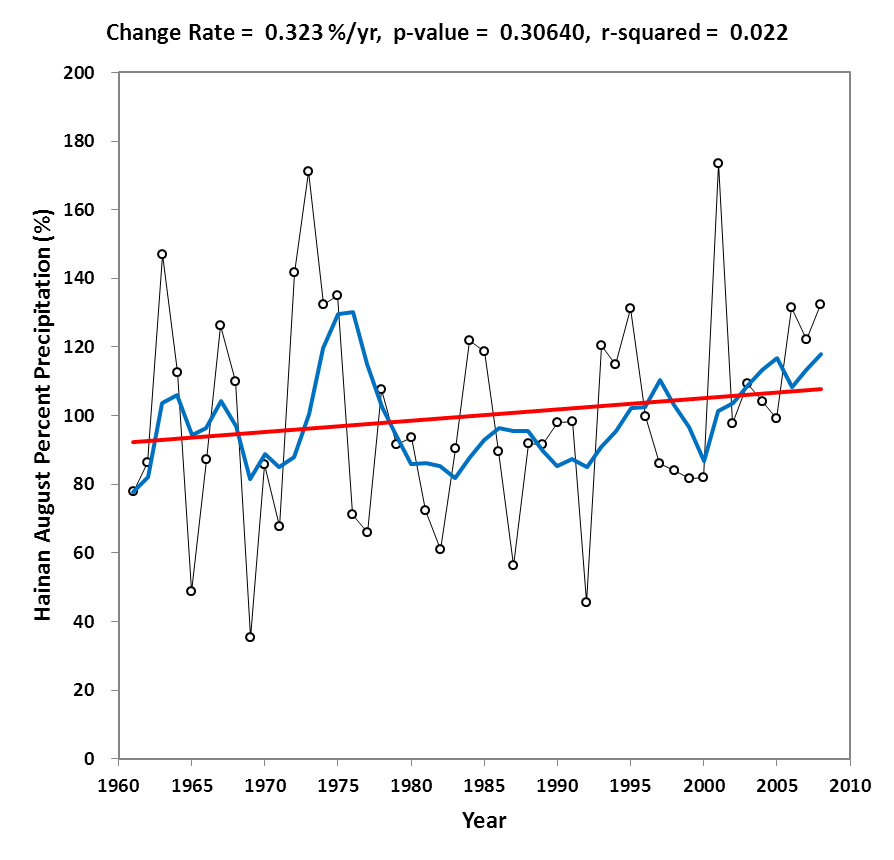 Change Rate = 0.323 %/yr, p-value = 0.30640, r-squared = 0.022
Hainan August Percent Precipitation (%)
200
180
160
140
120
100
80
60
40
20
0
1960 1965 1970 1975 1980 1985 1990 1995 2000 2005 2010
Year